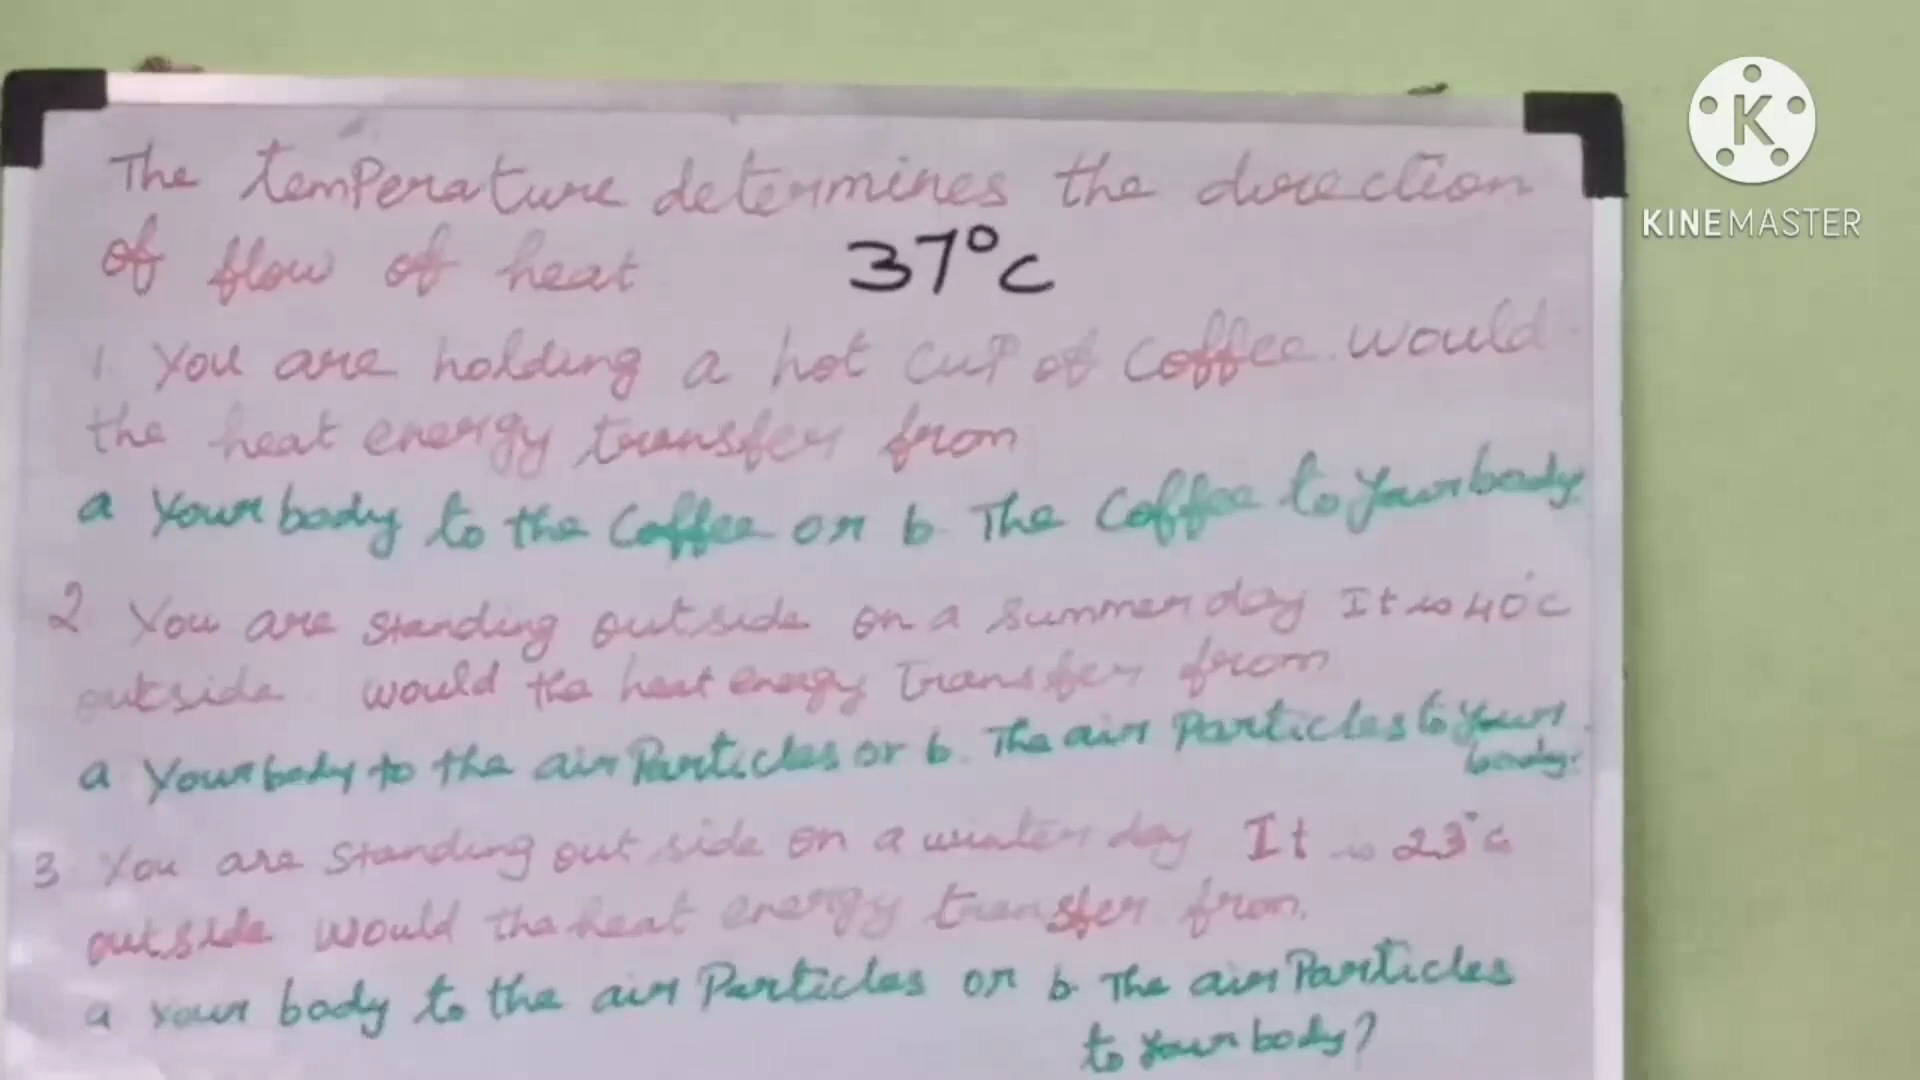 The temperature determines the direction
of flow of heat 37°C
1. You are holding a hot cup of coffee. would
the heat energy transfer from
a Your body to the Coffee or b. The Coffee to Your body
2 You are standing outside on a summer day It is 40°C
outside would the heat energy Transfer from
a Your body to the air Particles or b. The air Particles to Your
body.
3 You are standing out side on a winter day It is 23°C
outside would the heat energy transfer from.
a Your body to the air Particles or b. The air Particles
to Your body?
K
KINEMASTER